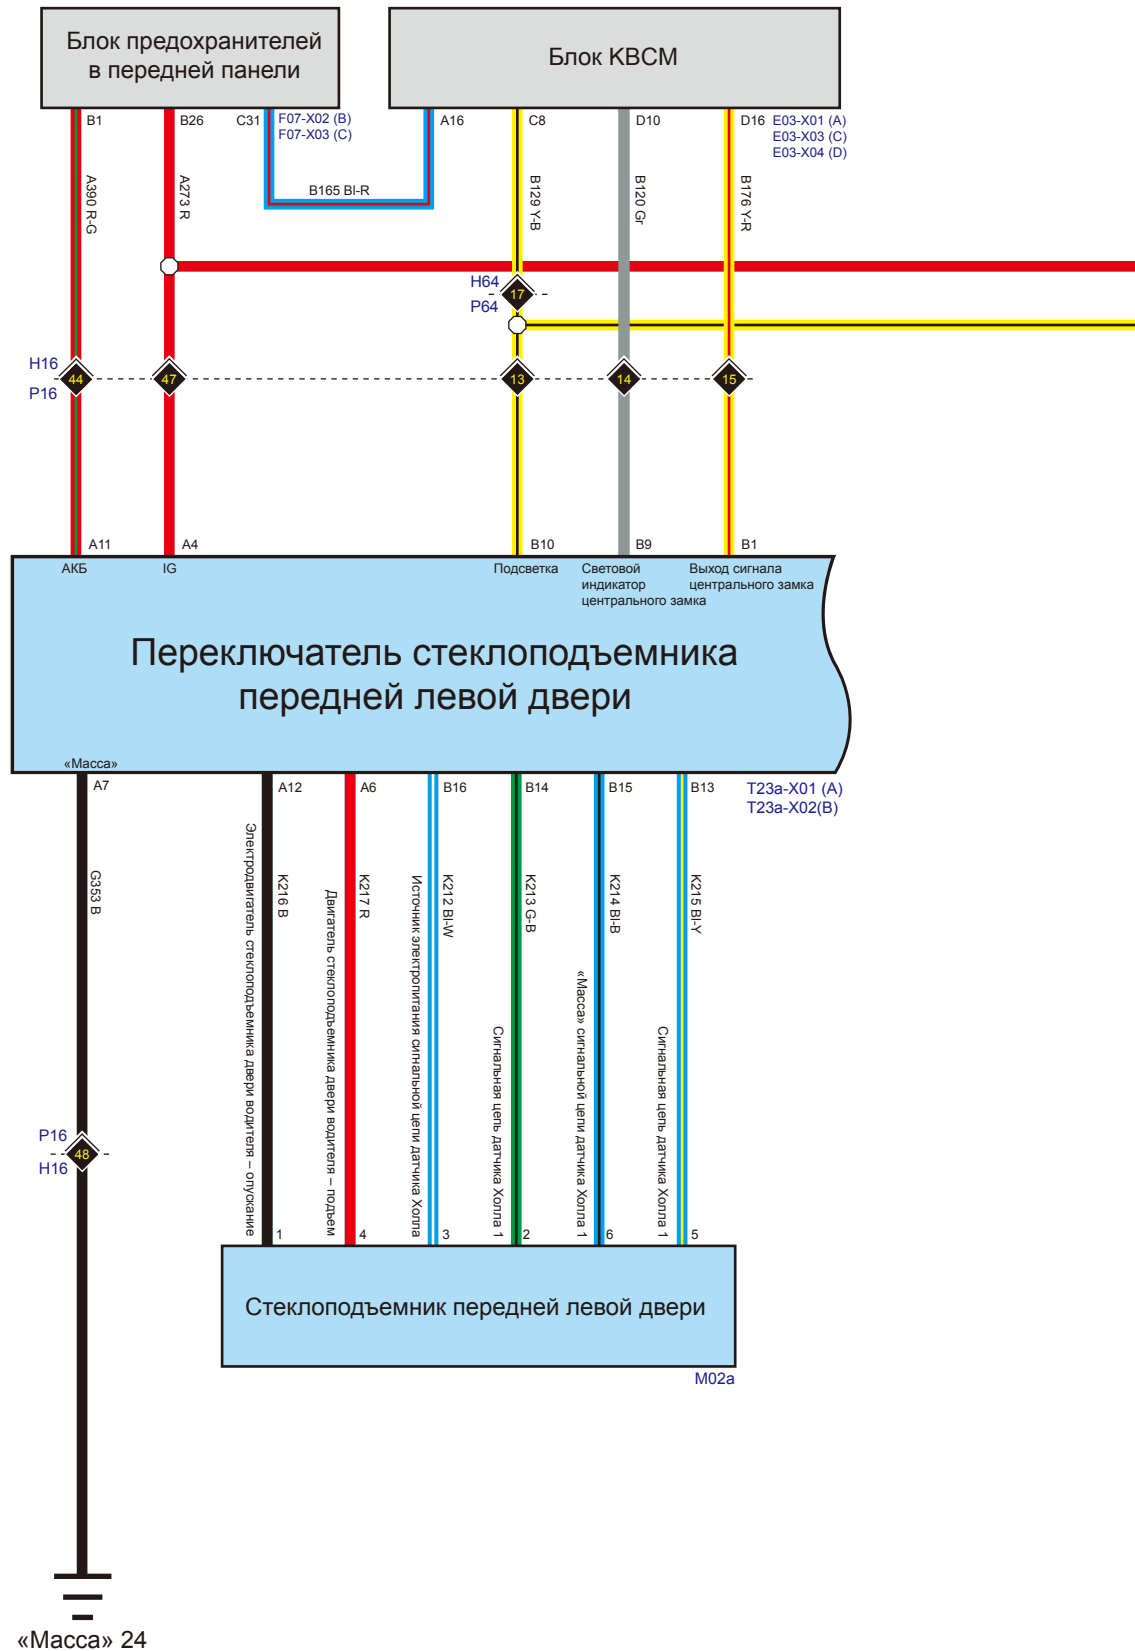 Блок предохранителей
в передней панели
Блок KBCM
B1
B26
C31
F07-X02 (B)
F07-X03 (C)
A16
C8
D10
D16
E03-X01 (A)
E03-X03 (C)
E03-X04 (D)
A390 R-G
A273 R
B165 Bl-R
B129 Y-B
B120 Gr
B176 Y-R
H64
17
P64
H16
P16
44
47
13
14
15
A11
A4
B10
B9
B1
АКБ
IG
Подсветка
Световой
индикатор
центрального замка
Выход сигнала
центрального замка
Переключатель стеклоподъемника
передней левой двери
«Масса»
A7
A12
A6
B16
B14
B15
B13
T23a-X01 (A)
T23a-X02(B)
G353 B
Электродвигатель стеклоподъемника двери водителя – опускание
K216 B
Двигатель стеклоподъемника двери водителя – подъем
K217 R
Источник электропитания сигнальной цепи датчика Холла
K212 Bl-W
Сигнальная цепь датчика Холла 1
K213 G-B
«Масса» сигнальной цепи датчика Холла 1
K214 Bl-B
Сигнальная цепь датчика Холла 1
K215 Bl-Y
P16
48
H16
1
4
3
2
6
5
Стеклоподъемник передней левой двери
M02a
«Масса» 24